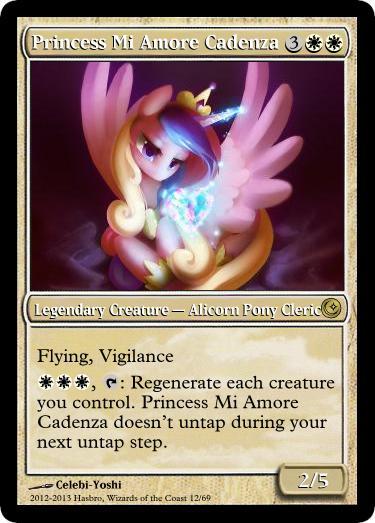 Princess Mi Amore Cadenza 3
Legendary Creature — Alicorn Pony Cleric
Flying, Vigilance
, : Regenerate each creature
you control. Princess Mi Amore
Cadenza doesn't untap during your
next untap step.
Celebi-Yoshi
2/5
2012-2013 Hasbro, Wizards of the Coast 12/69